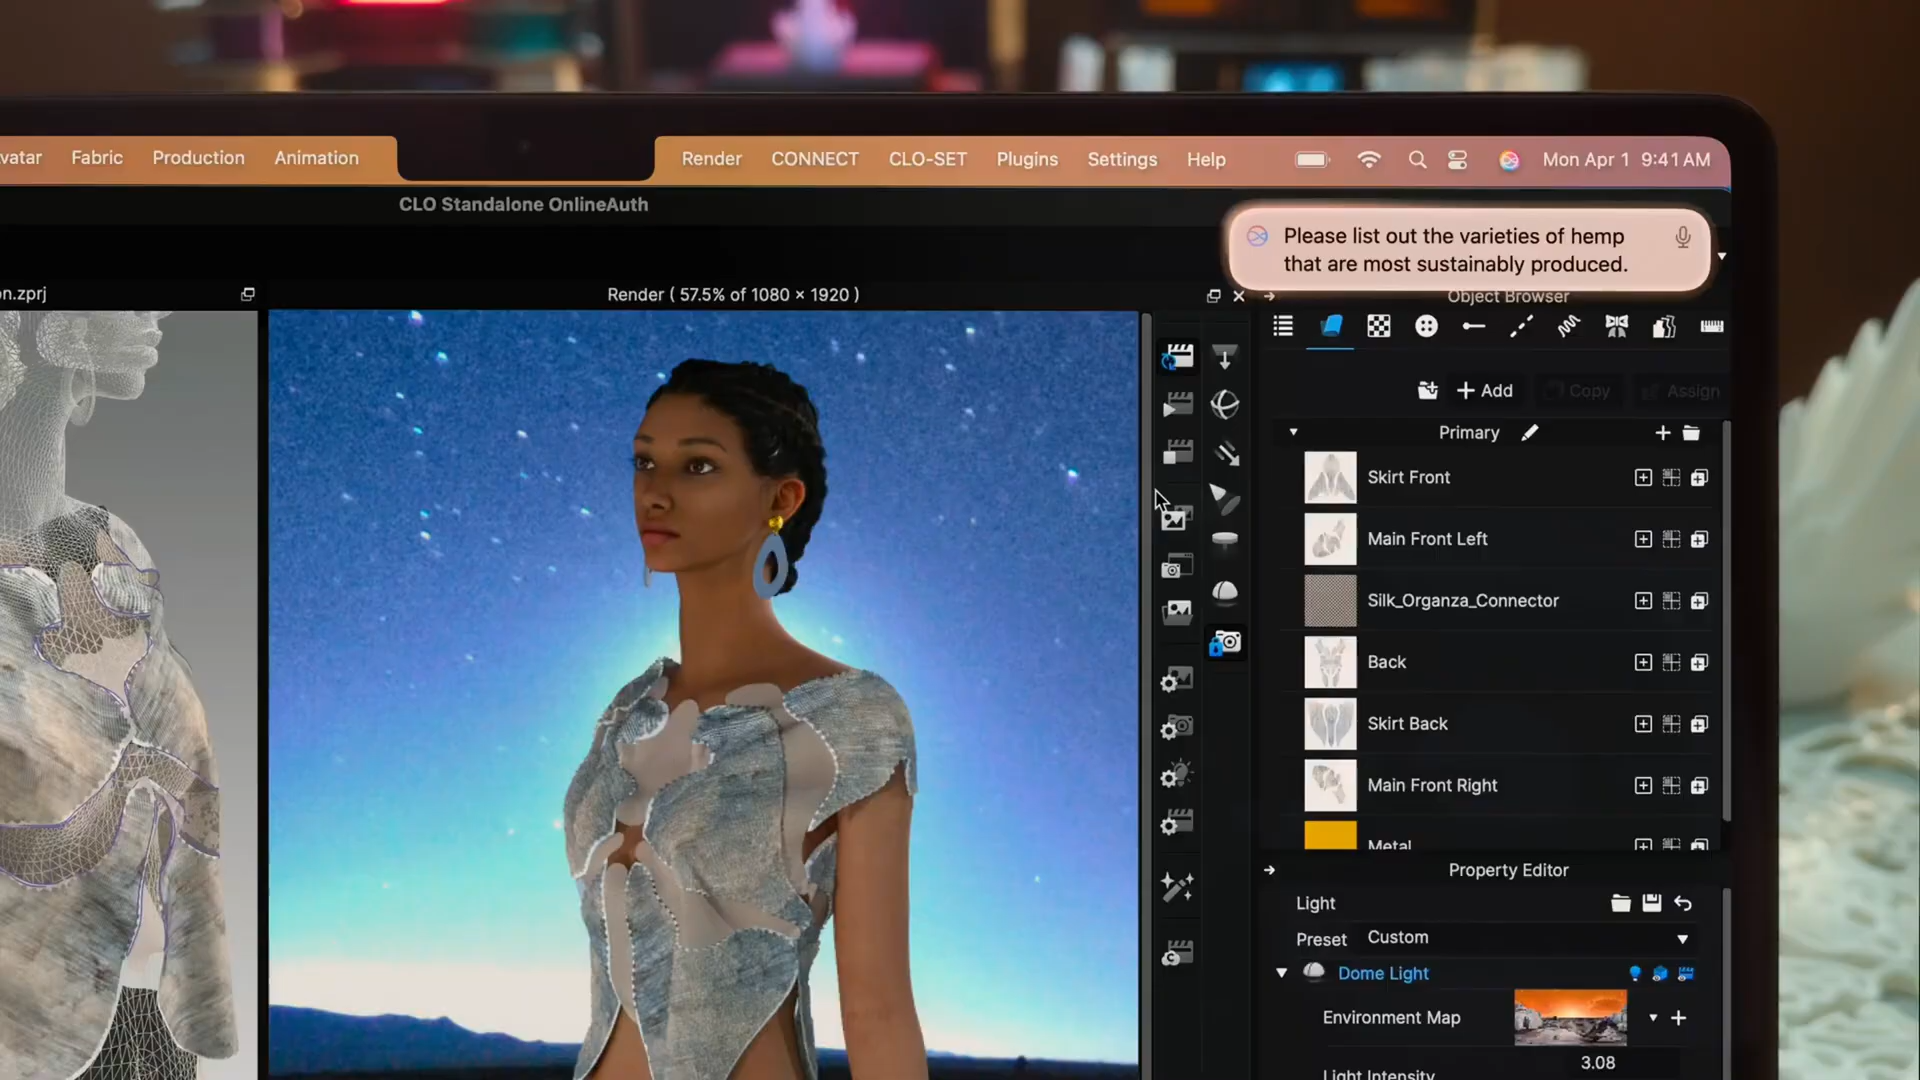 vatar Fabric Production Animation Render CONNECT CLO-SET Plugins Settings Help Mon Apr 1 9:41 AM
CLO Standalone OnlineAuth
Please list out the varieties of hemp
that are most sustainably produced.
on.zprj
Render ( 57.5% of 1080 × 1920 )
Object Browser
+ Add Copy Assign
Primary
Skirt Front
Main Front Left
Silk_Organza_Connector
Back
Skirt Back
Main Front Right
Metal
Property Editor
Light
Preset Custom
Dome Light
Environment Map
3.08
Light Intensity